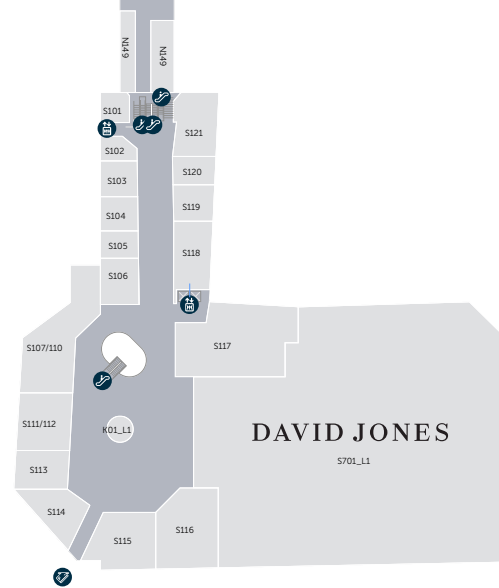 N149
N149
S101
S121
S102
S120
S103
S119
S104
S105
S118
S106
S107/110
S117
S111/112
K01_L1
DAVID JONES
S701_L1
S113
S114
S116
S115